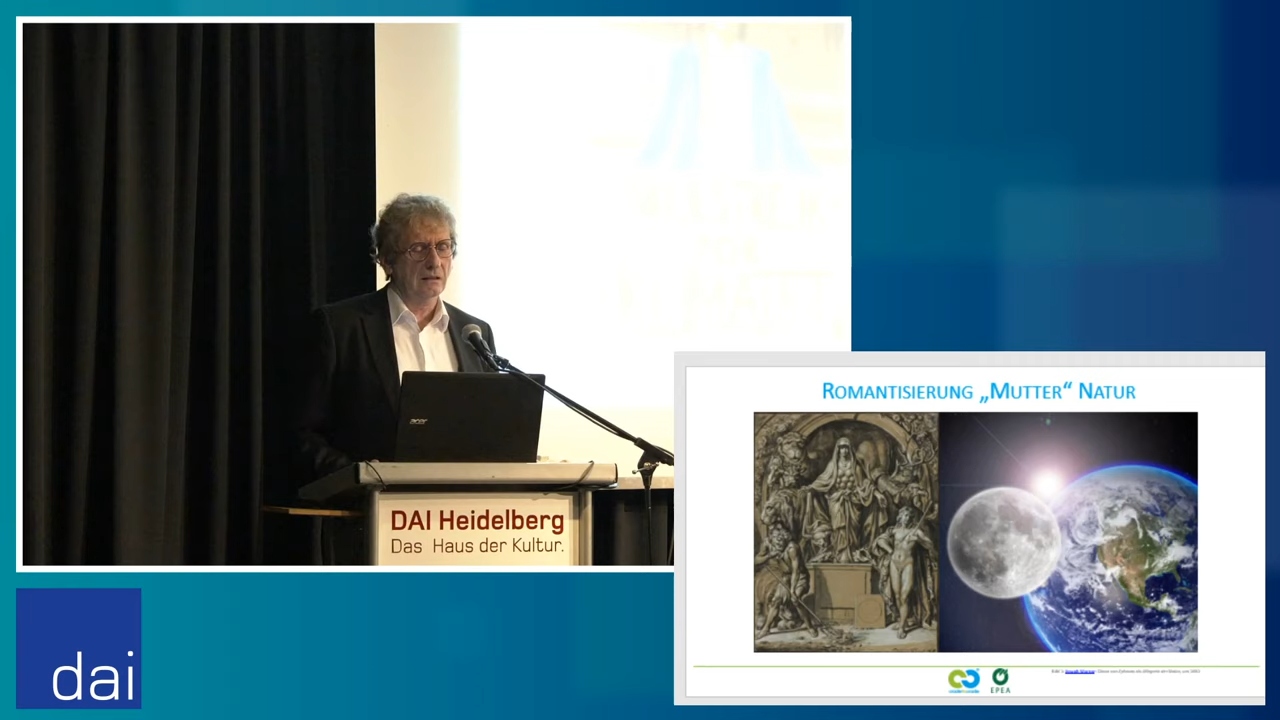 acer
DAI Heidelberg
Das Haus der Kultur.
dai
ROMANTISIERUNG „MUTTER“ NATUR
EPEA